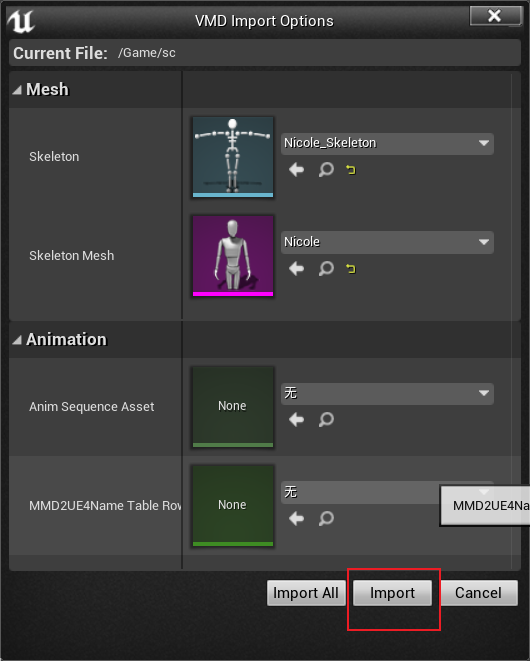 VMD Import Options
Current File: /Game/sc
Mesh
Skeleton
Nicole_Skeleton
Skeleton Mesh
Nicole
Animation
Anim Sequence Asset
None
无
MMD2UE4Name Table Row
None
无
MMD2UE4Na
Import All
Import
Cancel